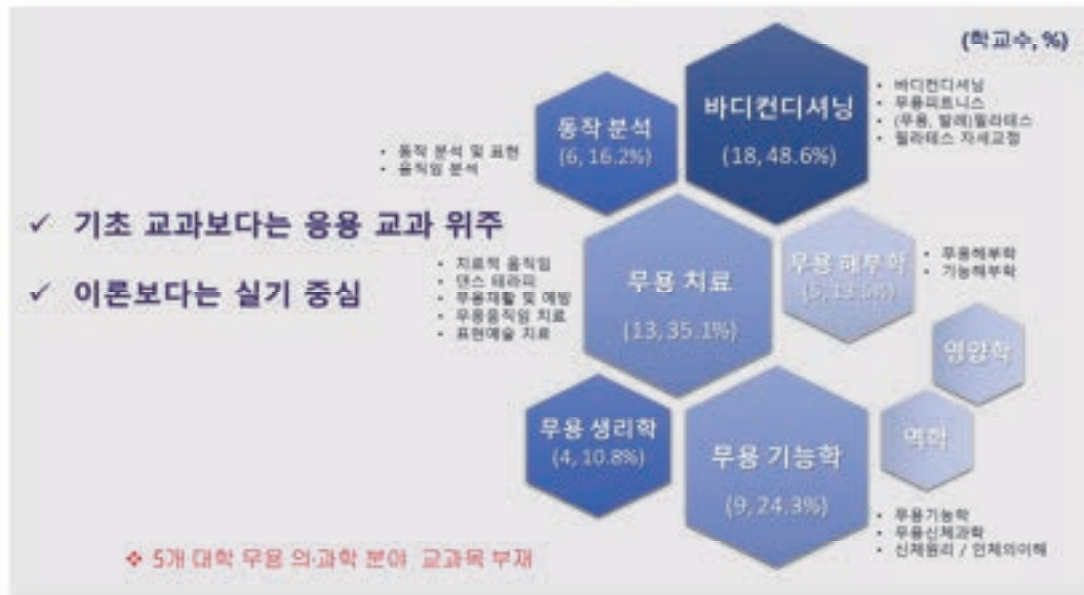 (학교수, %)
바디컨디셔닝
(18, 48.6%)
• 바디컨디셔닝
• 무용피트니스
• (무용, 발레)필라테스
• 필라테스 자세교정
동작 분석
(6, 16.2%)
• 동작 분석 및 표현
• 움직임 분석
✓ 기초 교과보다는 응용 교과 위주
✓ 이론보다는 실기 중심
무용 치료
(13, 35.1%)
• 치료적 움직임
• 댄스 테라피
• 무용재활 및 예방
• 무용움직임 치료
• 표현예술 치료
무용 해부학
(5, 13.5%)
• 무용해부학
• 기능해부학
영양학
역학
무용 생리학
(4, 10.8%)
무용 기능학
(9, 24.3%)
• 무용기능학
• 무용신체과학
• 신체원리 / 인체의이해
❖ 5개 대학 무용 의·과학 분야 교과목 부재